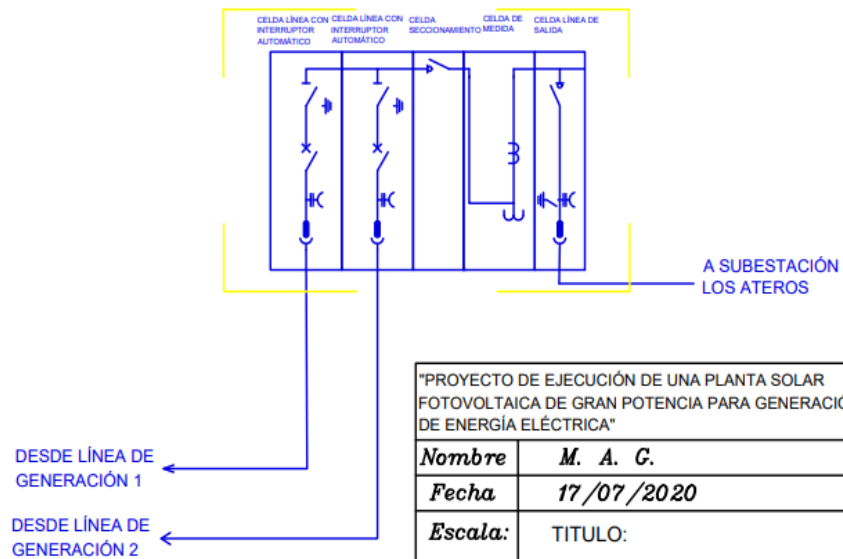 CELDA LÍNEA CON
INTERRUPTOR
AUTOMÁTICO
CELDA LÍNEA CON
INTERRUPTOR
AUTOMÁTICO
CELDA
SECCIONAMIENTO
CELDA DE
MEDIDA
CELDA LÍNEA DE
SALIDA
A SUBESTACIÓN
LOS ATEROS
DESDE LÍNEA DE
GENERACIÓN 1
DESDE LÍNEA DE
GENERACIÓN 2
"PROYECTO DE EJECUCIÓN DE UNA PLANTA SOLAR
FOTOVOLTAICA DE GRAN POTENCIA PARA GENERACIÓ
DE ENERGÍA ELÉCTRICA"
Nombre M. A. G.
Fecha 17/07/2020
Escala: TITULO: